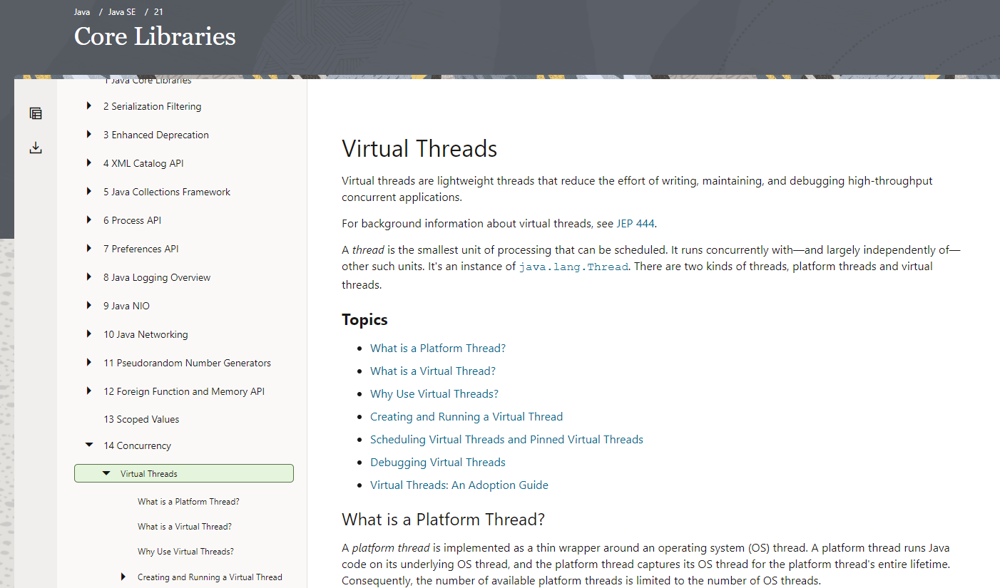 Java / Java SE / 21
Core Libraries
1 Java Core Libraries
2 Serialization Filtering
3 Enhanced Deprecation
4 XML Catalog API
5 Java Collections Framework
6 Process API
7 Preferences API
8 Java Logging Overview
9 Java NIO
10 Java Networking
11 Pseudorandom Number Generators
12 Foreign Function and Memory API
13 Scoped Values
14 Concurrency
Virtual Threads
What is a Platform Thread?
What is a Virtual Thread?
Why Use Virtual Threads?
Creating and Running a Virtual Thread
Virtual Threads
Virtual threads are lightweight threads that reduce the effort of writing, maintaining, and debugging high-throughput
concurrent applications.
For background information about virtual threads, see JEP 444.
A thread is the smallest unit of processing that can be scheduled. It runs concurrently with—and largely independently of—
other such units. It's an instance of java.lang.Thread. There are two kinds of threads, platform threads and virtual
threads.
Topics
• What is a Platform Thread?
• What is a Virtual Thread?
• Why Use Virtual Threads?
• Creating and Running a Virtual Thread
• Scheduling Virtual Threads and Pinned Virtual Threads
• Debugging Virtual Threads
• Virtual Threads: An Adoption Guide
What is a Platform Thread?
A platform thread is implemented as a thin wrapper around an operating system (OS) thread. A platform thread runs Java
code on its underlying OS thread, and the platform thread captures its OS thread for the platform thread's entire lifetime.
Consequently, the number of available platform threads is limited to the number of OS threads.